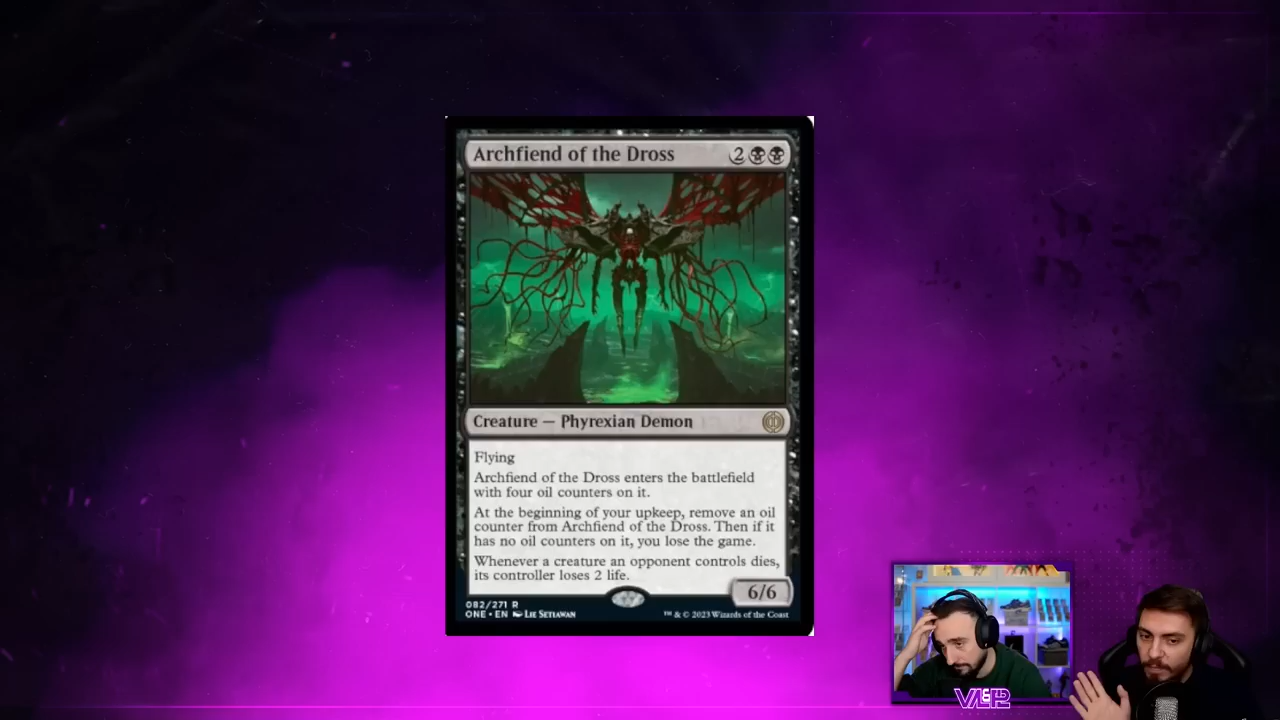 Archfiend of the Dross 2
Creature — Phyrexian Demon
Flying
Archfiend of the Dross enters the battlefield
with four oil counters on it.
At the beginning of your upkeep, remove an oil
counter from Archfiend of the Dross. Then if it
has no oil counters on it, you lose the game.
Whenever a creature an opponent controls dies,
its controller loses 2 life.
6/6
082/271 R
ONE • EN Lie Setiawan
™ & © 2023 Wizards of the Coast